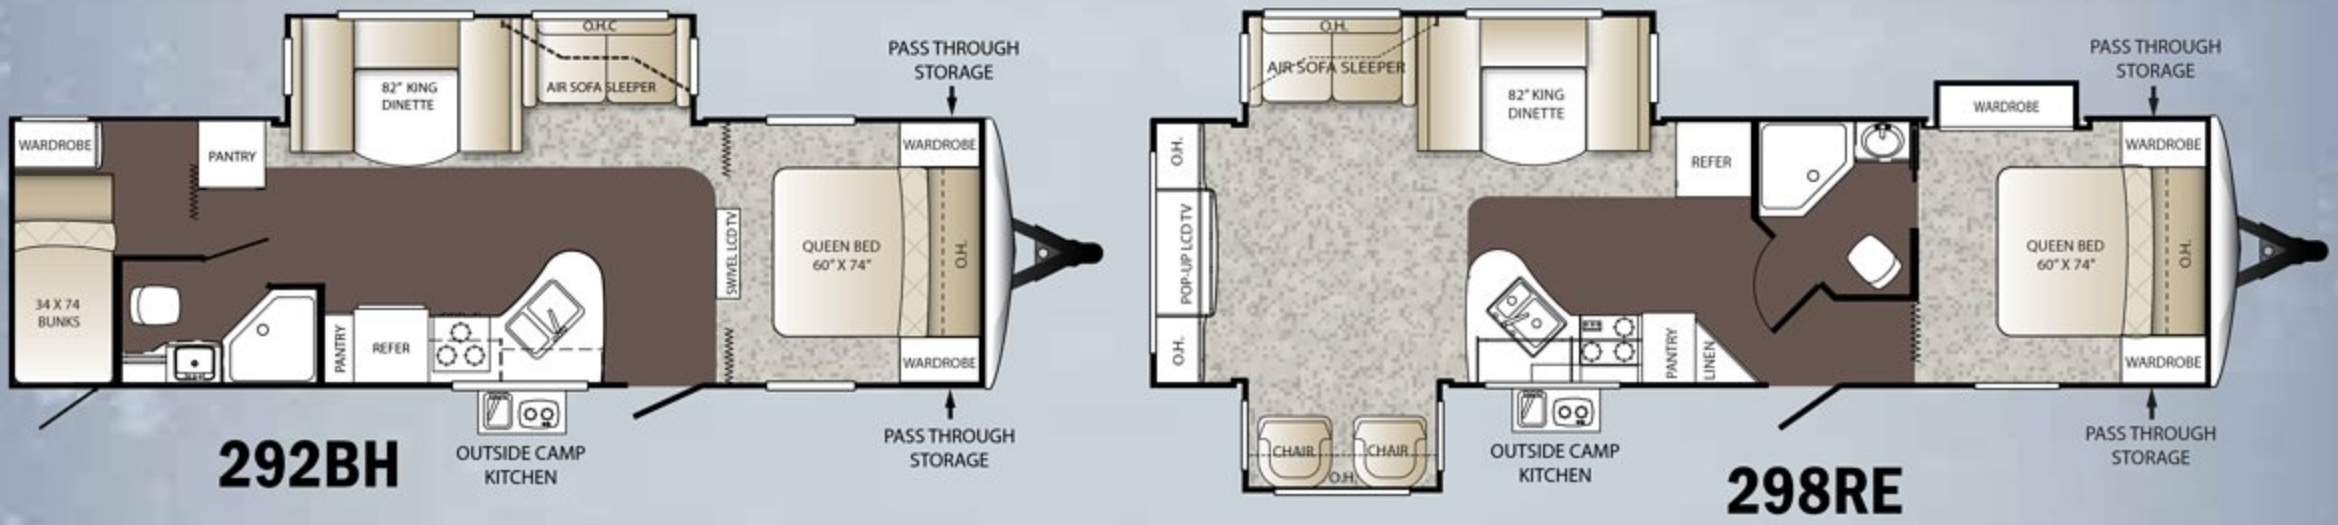 O.H.C
AIR SOFA SLEEPER
82" KING
DINETTE
PASS THROUGH
STORAGE
WARDROBE
PANTRY
WARDROBE
SWIVEL LCD TV
QUEEN BED
60" X 74"
O.H.
34 X 74
BUNKS
PANTRY
REFER
WARDROBE
PASS THROUGH
STORAGE
OUTSIDE CAMP
KITCHEN
292BH
O.H.
AIR SOFA SLEEPER
82" KING
DINETTE
PASS THROUGH
STORAGE
WARDROBE
O.H.
REFER
WARDROBE
POP-UP LCD TV
QUEEN BED
60" X 74"
O.H.
O.H.
PANTRY
LINEN
WARDROBE
CHAIR
CHAIR
O.H.
OUTSIDE CAMP
KITCHEN
PASS THROUGH
STORAGE
298RE